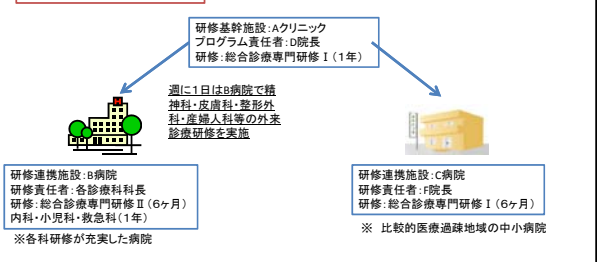 研修基幹施設:Aクリニック
プログラム責任者:D院長
研修:総合診療専門研修Ⅰ(1年)
週に1日はB病院で精
神科・皮膚科・整形外
科・産婦人科等の外来
診療研修を実施
研修連携施設:B病院
研修責任者:各診療科科長
研修:総合診療専門研修Ⅱ(6ヶ月)
内科・小児科・救急科(1年)
※各科研修が充実した病院
研修連携施設:C病院
研修責任者:F院長
研修:総合診療専門研修Ⅰ(6ヶ月)
※ 比較的医療過疎地域の中小病院